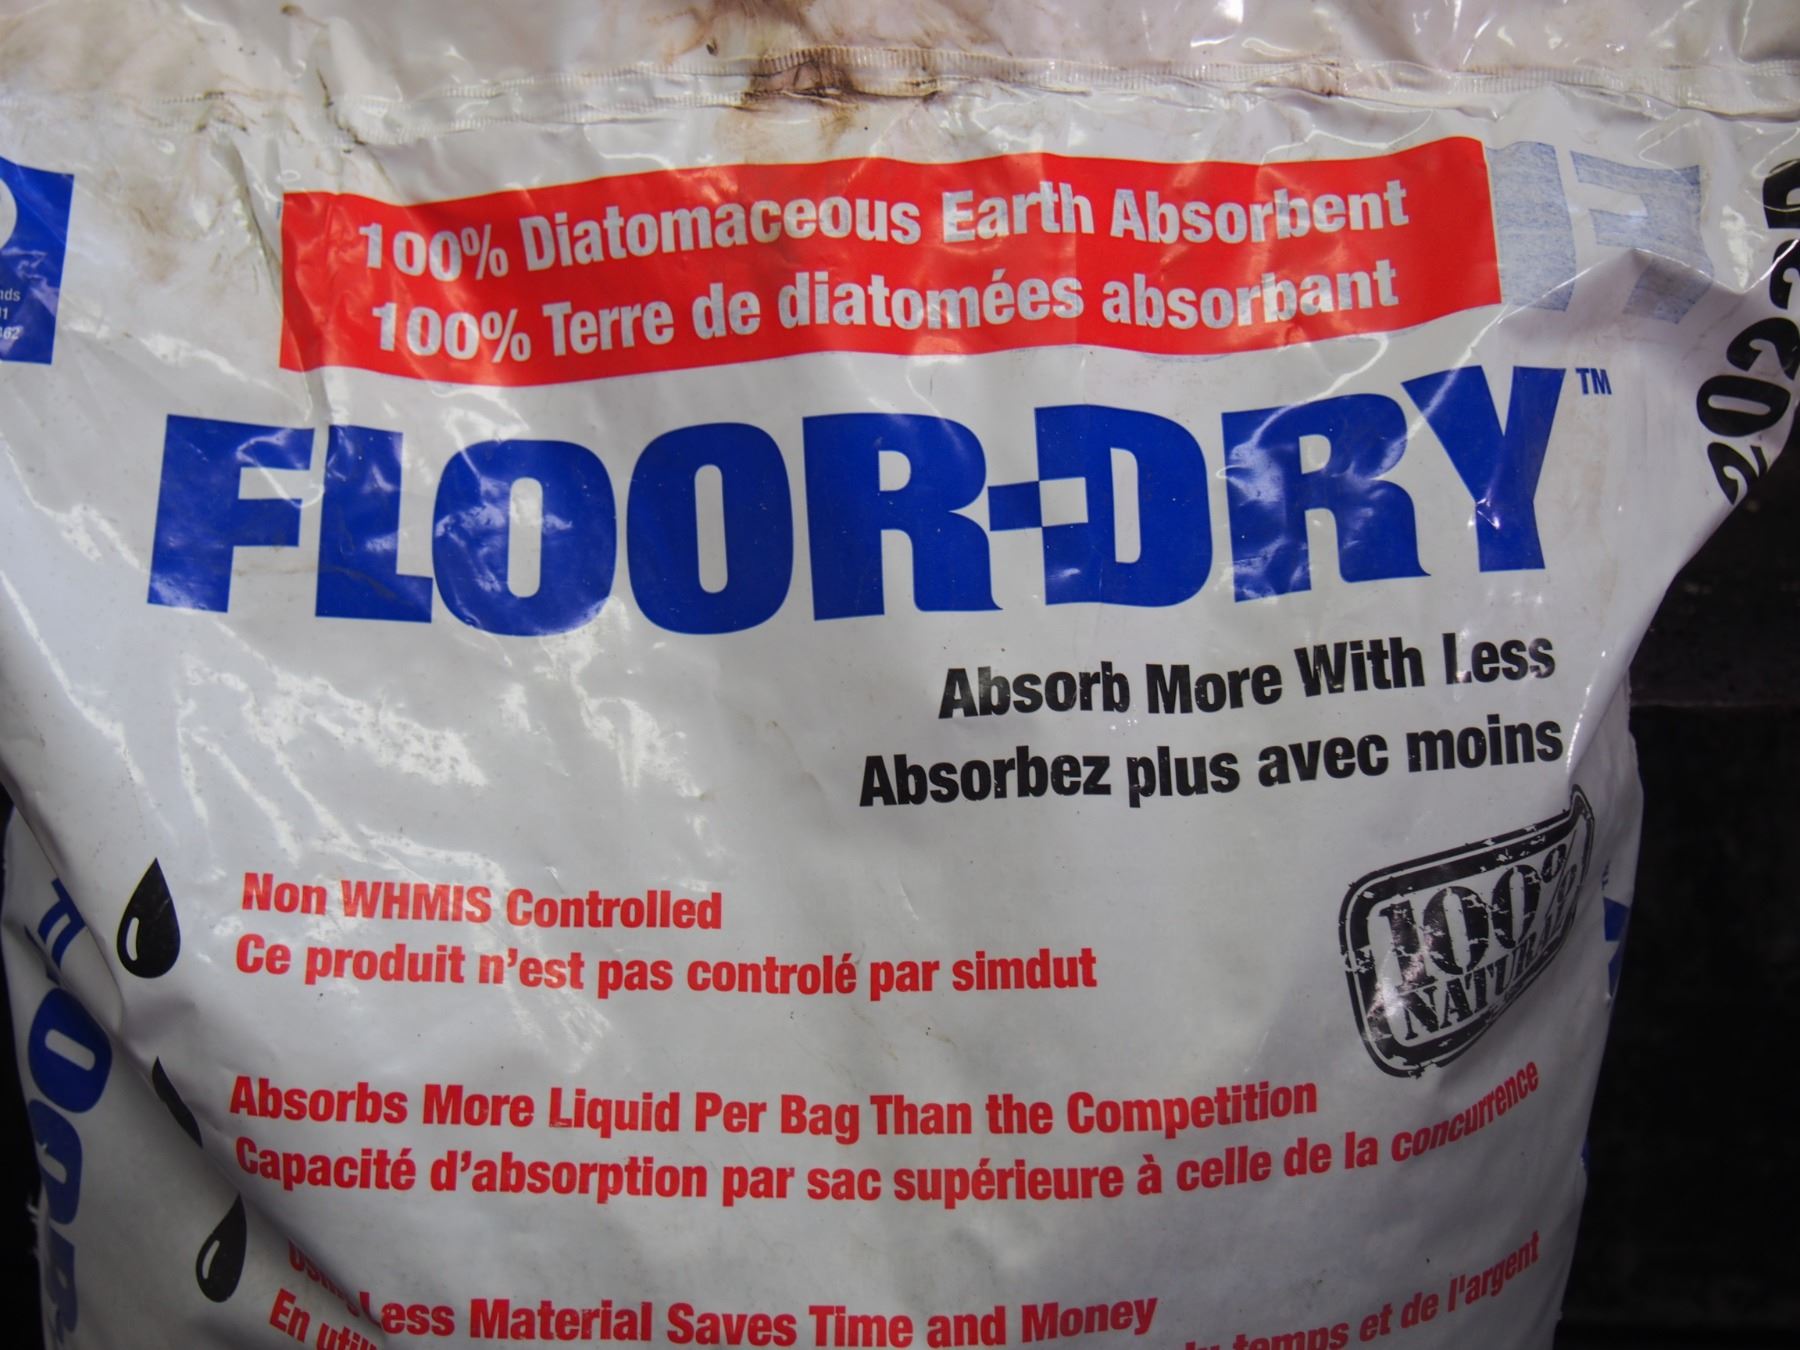 100% Diatomaceous Earth Absorbent
100% Terre de diatomées absorbant
FLOOR-DRY™
Absorb More With Less
Absorbez plus avec moins
Non WHMIS Controlled
Ce produit n'est pas controlé par simdut
100%
NATURAL
Absorbs More Liquid Per Bag Than the Competition
Capacité d'absorption par sac supérieure à celle de la concurrence
Less Material Saves Time and Money
En temps et de l'argent